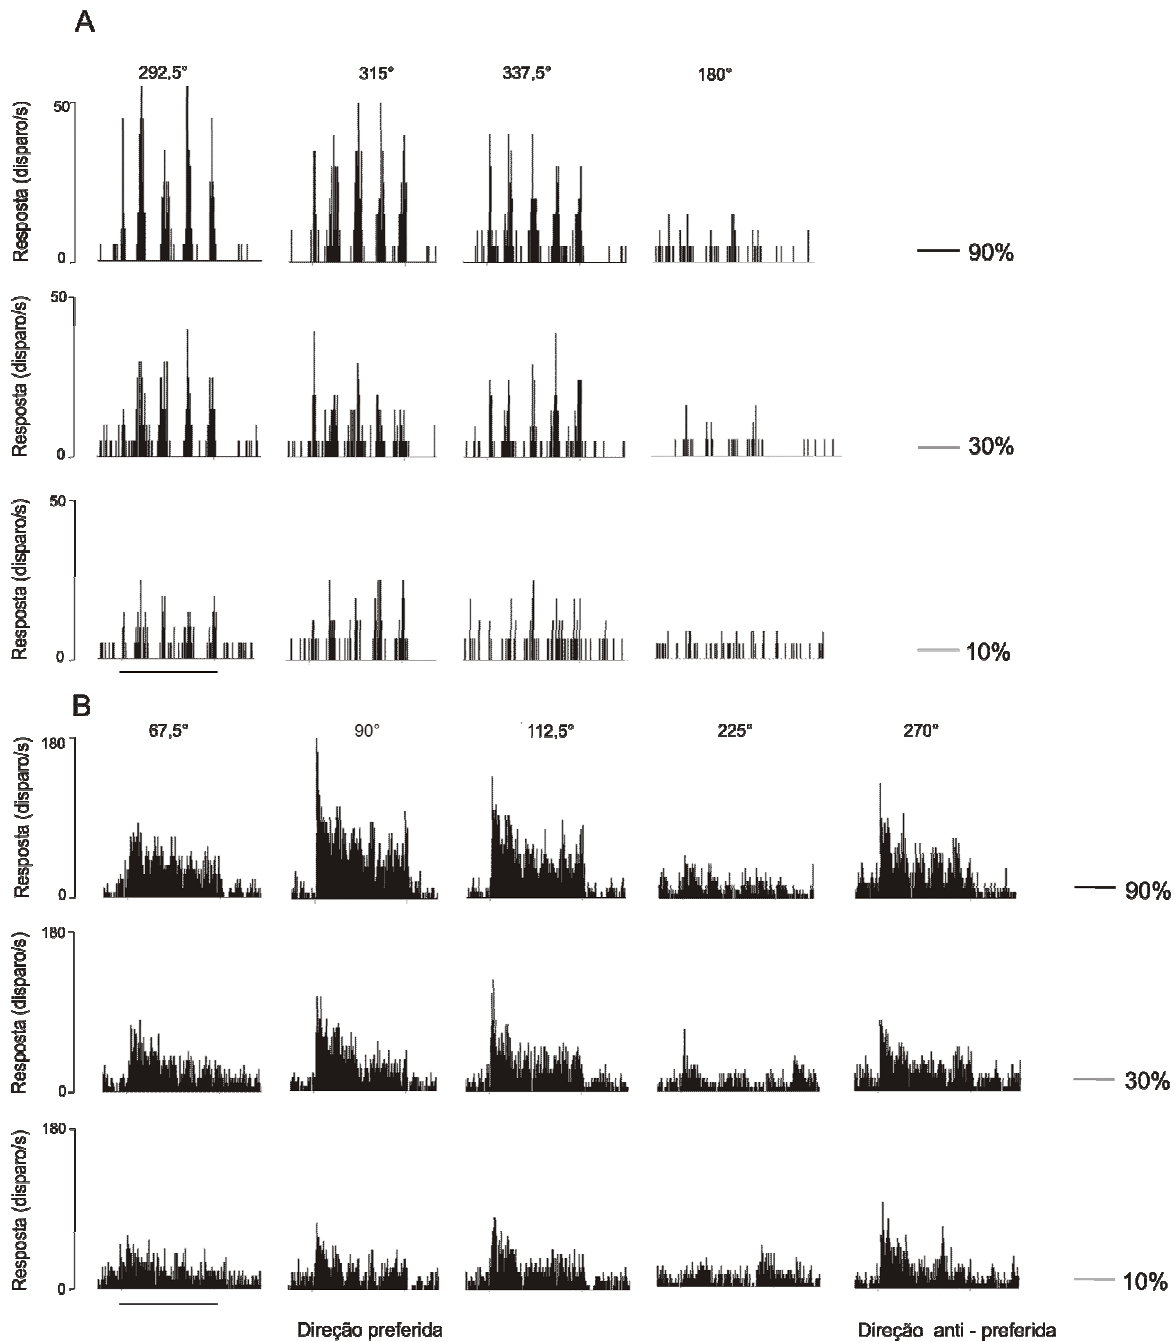 A
292,5° 315° 337,5° 180°
Resposta (disparo/s)
50
0
90%
Resposta (disparo/s)
50
0
30%
Resposta (disparo/s)
50
0
10%
B
67,5° 90° 112,5° 225° 270°
Resposta (disparo/s)
180
0
90%
Resposta (disparo/s)
180
0
30%
Resposta (disparo/s)
180
0
10%
Direção preferida Direção anti - preferida